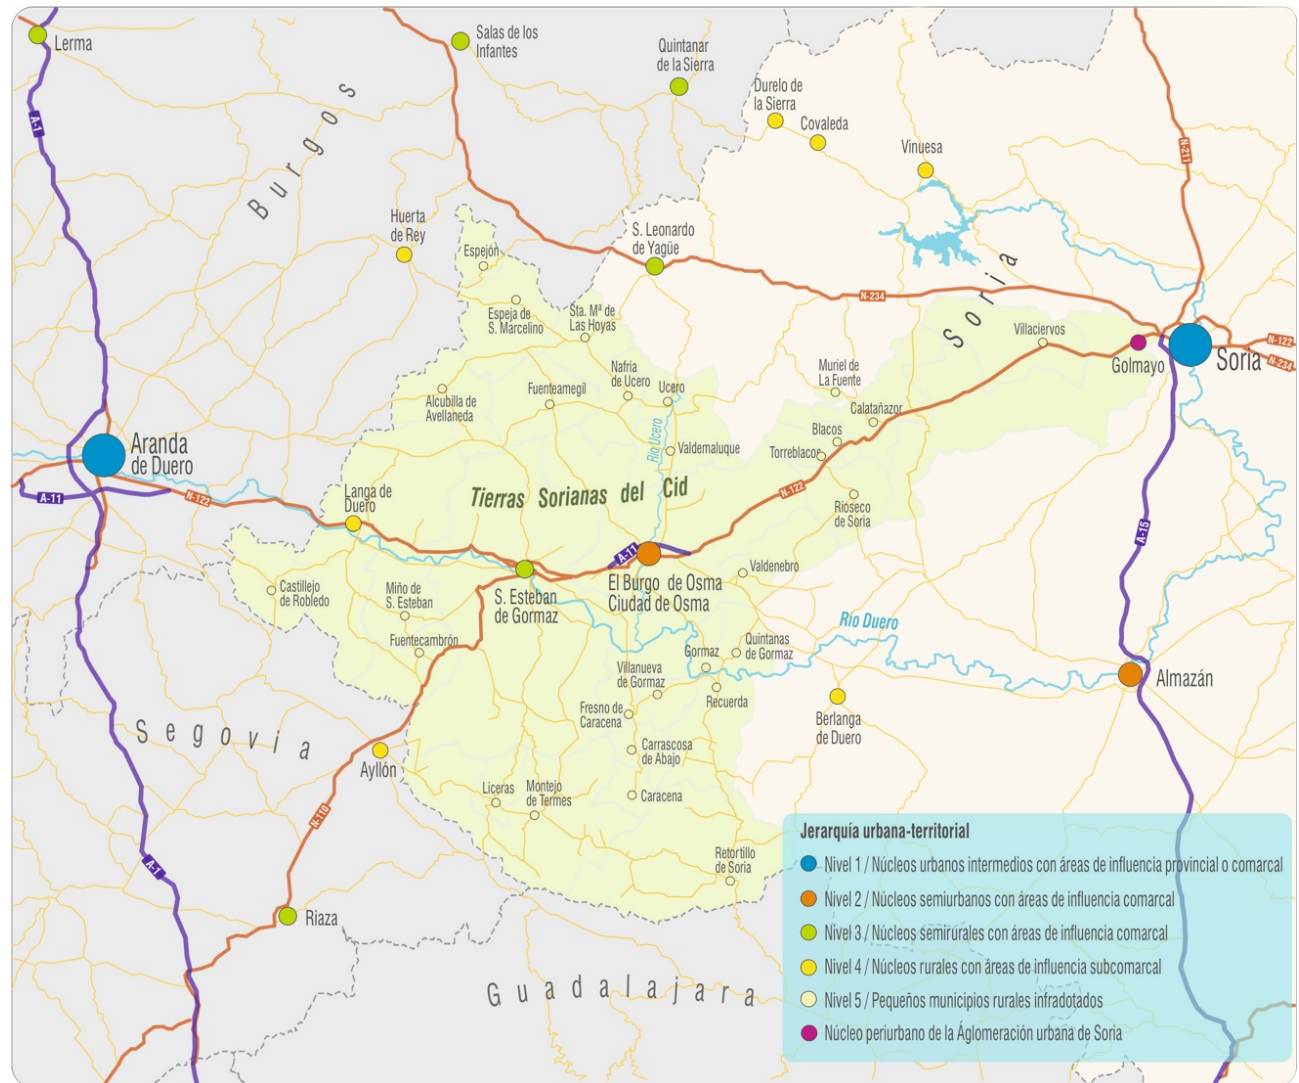 Lerma
Salas de los
Infantes
Quintanar
de la Sierra
Durelo de
la Sierra
Covaleda
Vinuesa
A-1
N-211
Burgos
Huerta
de Rey
Espejón
S. Leonardo
de Yagüe
Soria
N-234
Espeja de
S. Marcelino
Sta. Mª de
Las Hoyas
Villaciervos
Golmayo
Soria
N-122
N-234
Muriel de
La Fuente
Nafría
de Ucero
Ucero
Fuenteamegil
Alcubilla de
Avellaneda
Calatañazor
Blacos
Torreblacos
Río Ucero
Valdemaluque
Aranda
de Duero
A-11
N-122
Langa de
Duero
Tierras Sorianas del Cid
N-122
Rioseco
de Soria
A-15
A-11
El Burgo de Osma
Ciudad de Osma
Valdenebro
S. Esteban
de Gormaz
Castillejo
de Robledo
Miño de
S. Esteban
Fuentecambrón
Río Duero
Quintanas
de Gormaz
Gormaz
Villanueva
de Gormaz
Recuerda
Almazán
Berlanga
de Duero
Fresno de
Caracena
Carrascosa
de Abajo
Caracena
Segovia
Ayllón
Liceras
Montejo
de Termes
N-110
A-1
Retortillo
de Soria
Riaza
Guadalajara
Jerarquía urbana-territorial
Nivel 1 / Núcleos urbanos intermedios con áreas de influencia provincial o comarcal
Nivel 2 / Núcleos semiurbanos con áreas de influencia comarcal
Nivel 3 / Núcleos semirurales con áreas de influencia comarcal
Nivel 4 / Núcleos rurales con áreas de influencia subcomarcal
Nivel 5 / Pequeños municipios rurales infradotados
Núcleo periurbano de la Áglomeración urbana de Soria